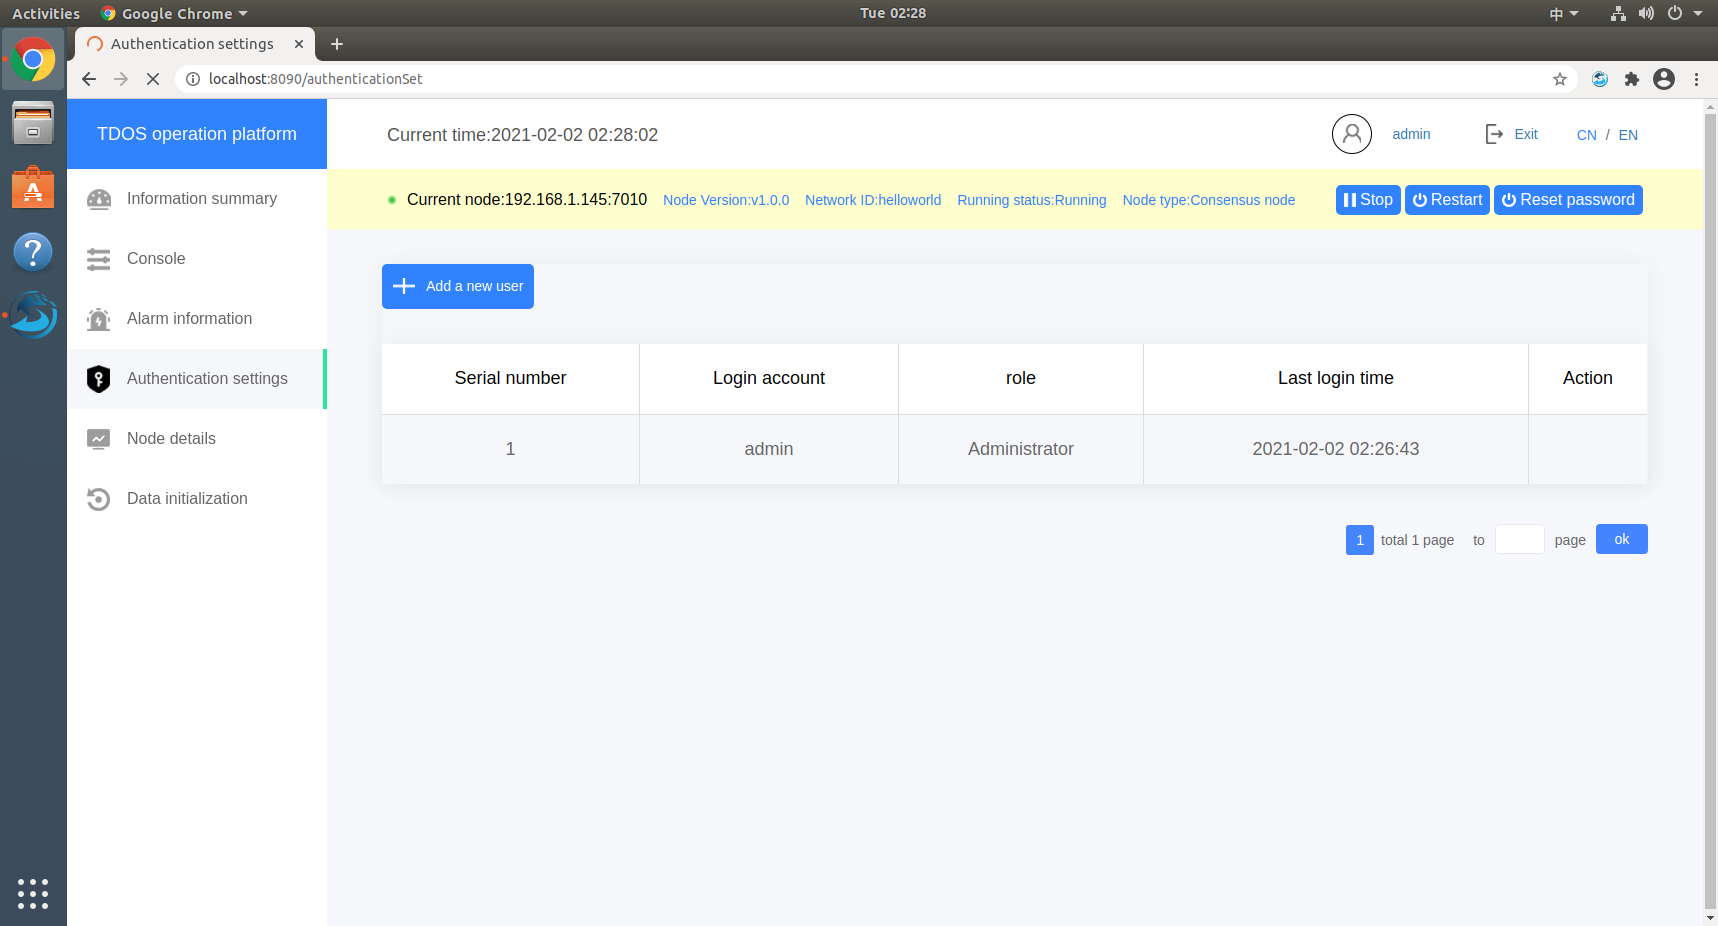 Activities Google Chrome Tue 02:28 中
Authentication settings
localhost:8090/authenticationSet
TDOS operation platform Current time:2021-02-02 02:28:02 admin Exit CN / EN
Current node:192.168.1.145:7010 Node Version:v1.0.0 Network ID:helloworld Running status:Running Node type:Consensus node Stop Restart Reset password
Information summary
Console
Alarm information
Authentication settings
Node details
Data initialization
Add a new user
Serial number Login account role Last login time Action
1 admin Administrator 2021-02-02 02:26:43
1 total 1 page to page ok